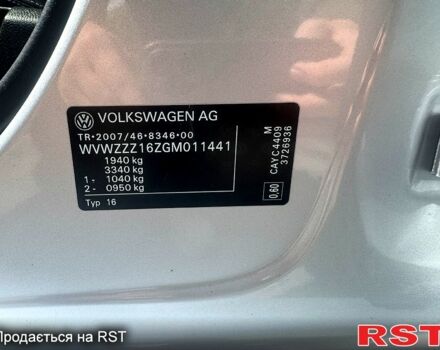 VOLKSWAGEN AG
TR•2007/46•8346•00
WVWZZZ16ZGM011441
1940 kg
3340 kg
1 - 1040 kg
2 - 0950 kg
Typ 16
M
CAYC4409
3726936
0,60
Продається на RST
RST